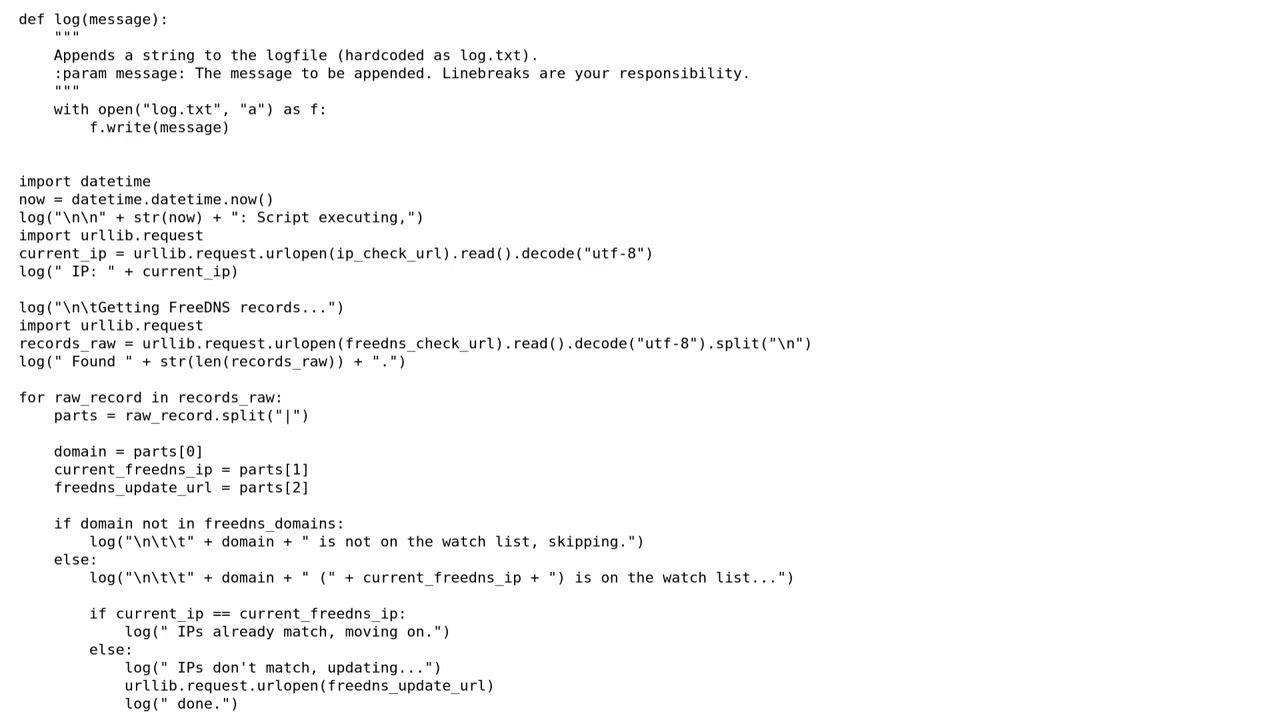 def log(message):
    """
    Appends a string to the logfile (hardcoded as log.txt).
    :param message: The message to be appended. Linebreaks are your responsibility.
    """
    with open("log.txt", "a") as f:
        f.write(message)


import datetime
now = datetime.datetime.now()
log("\n\n" + str(now) + ": Script executing,")
import urllib.request
current_ip = urllib.request.urlopen(ip_check_url).read().decode("utf-8")
log(" IP: " + current_ip)

log("\n\tGetting FreeDNS records...")
import urllib.request
records_raw = urllib.request.urlopen(freedns_check_url).read().decode("utf-8").split("\n")
log(" Found " + str(len(records_raw)) + ".")

for raw_record in records_raw:
    parts = raw_record.split("|")

    domain = parts[0]
    current_freedns_ip = parts[1]
    freedns_update_url = parts[2]

    if domain not in freedns_domains:
        log("\n\t\t" + domain + " is not on the watch list, skipping.")
    else:
        log("\n\t\t" + domain + " (" + current_freedns_ip + ") is on the watch list...")

        if current_ip == current_freedns_ip:
            log(" IPs already match, moving on.")
        else:
            log(" IPs don't match, updating...")
            urllib.request.urlopen(freedns_update_url)
            log(" done.")